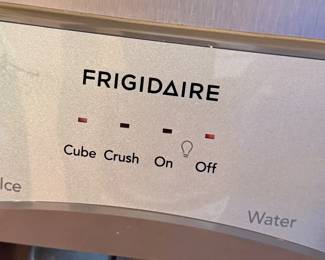 FRIGIDAIRE
Cube Crush On Off
Ice
Water